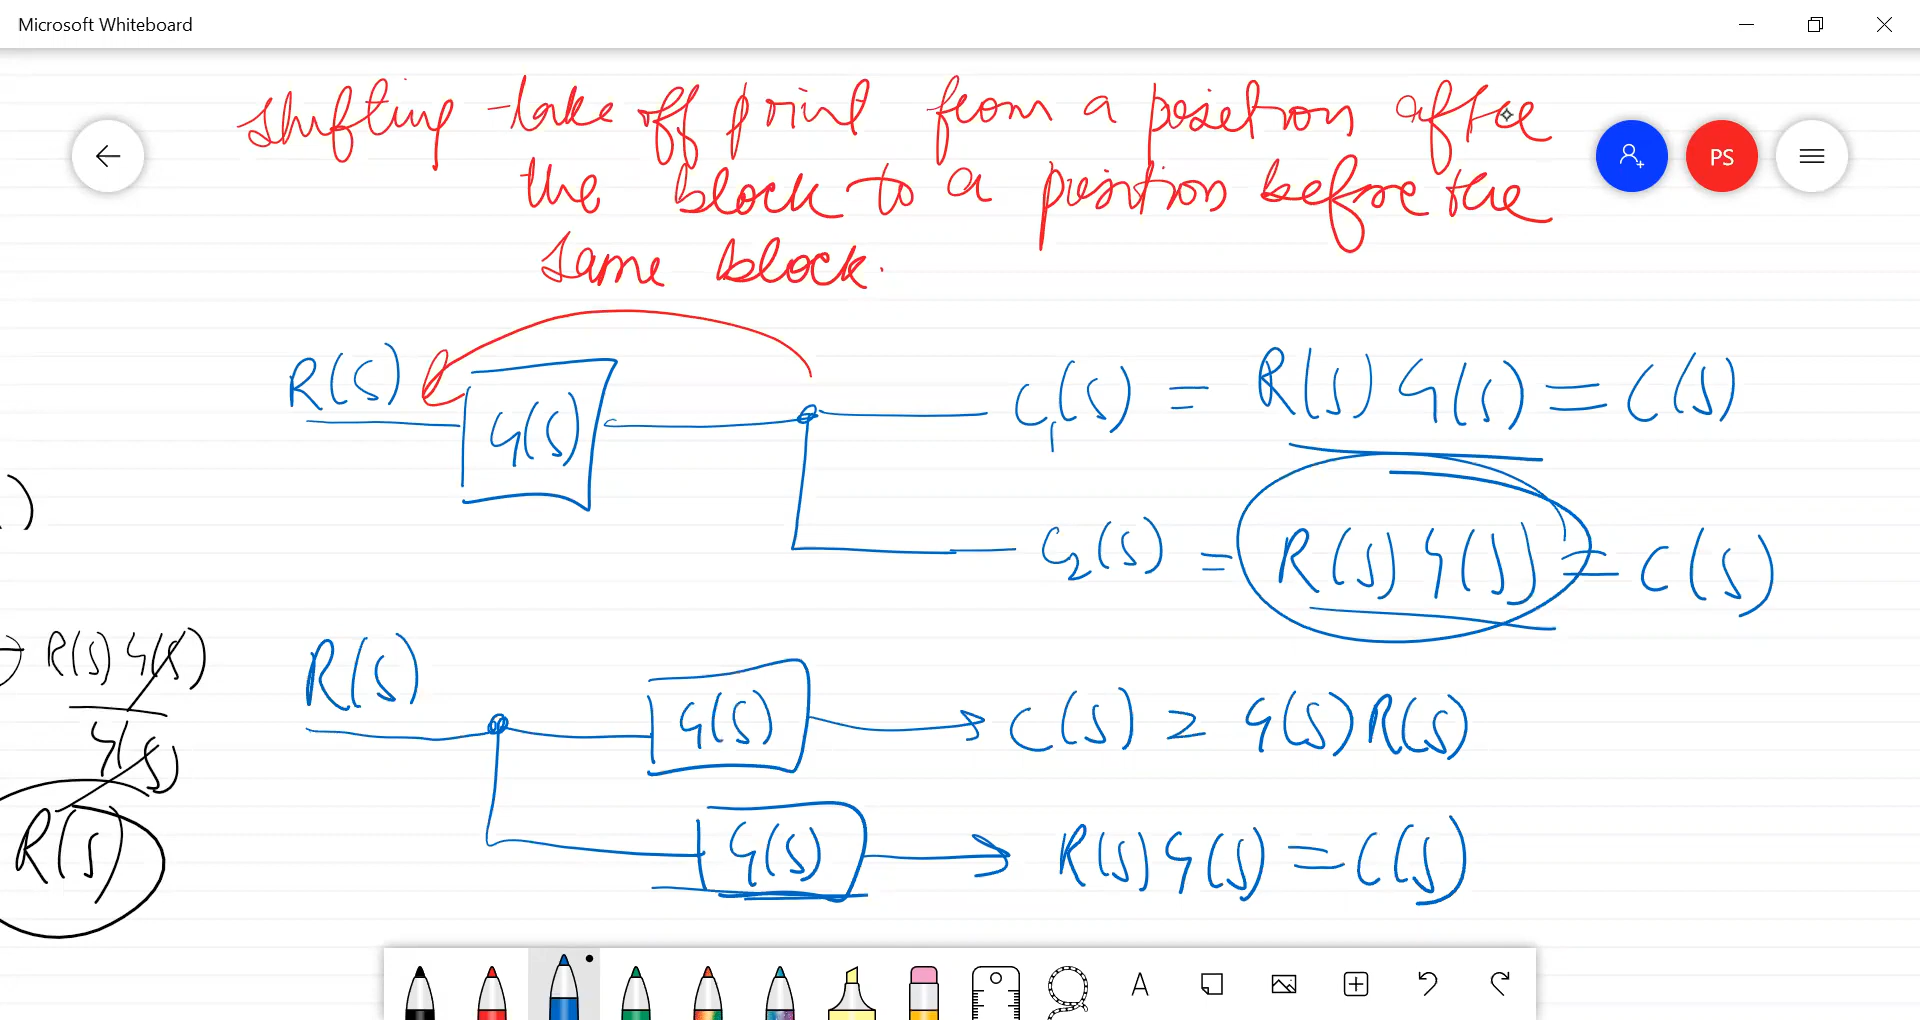 Microsoft Whiteboard
Shifting take off point from a position after
the block to a position before the
same block.
PS
R(S)
G(S)
C₁(S) = R(S) G(S) = C(S)
C₂(S) = R(S) G(S) = C(S)
)
R(S) G(S)
G(S)
R(S)
R(S)
G(S)
C(S) = G(S) R(S)
G(S)
R(S) G(S) = C(S)
A